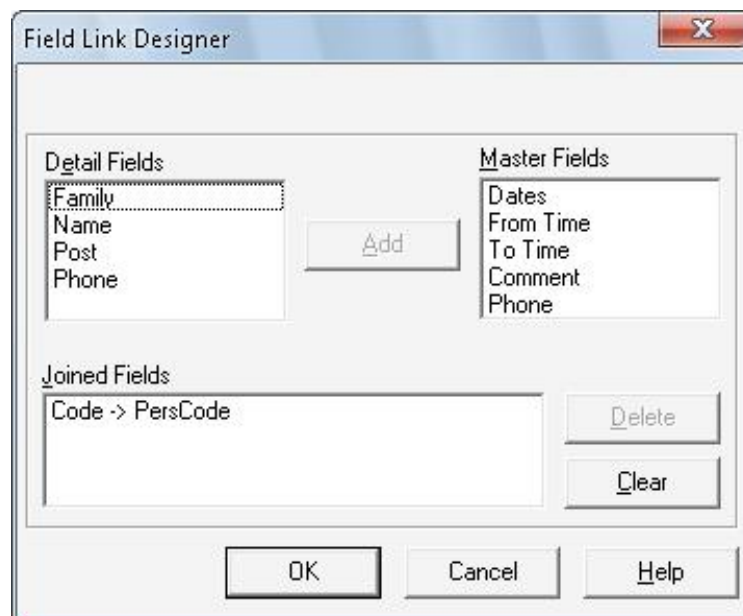 Field Link Designer
Detail Fields
Family
Name
Post
Phone
Add
Master Fields
Dates
From Time
To Time
Comment
Phone
Joined Fields
Code -> PersCode
Delete
Clear
OK
Cancel
Help